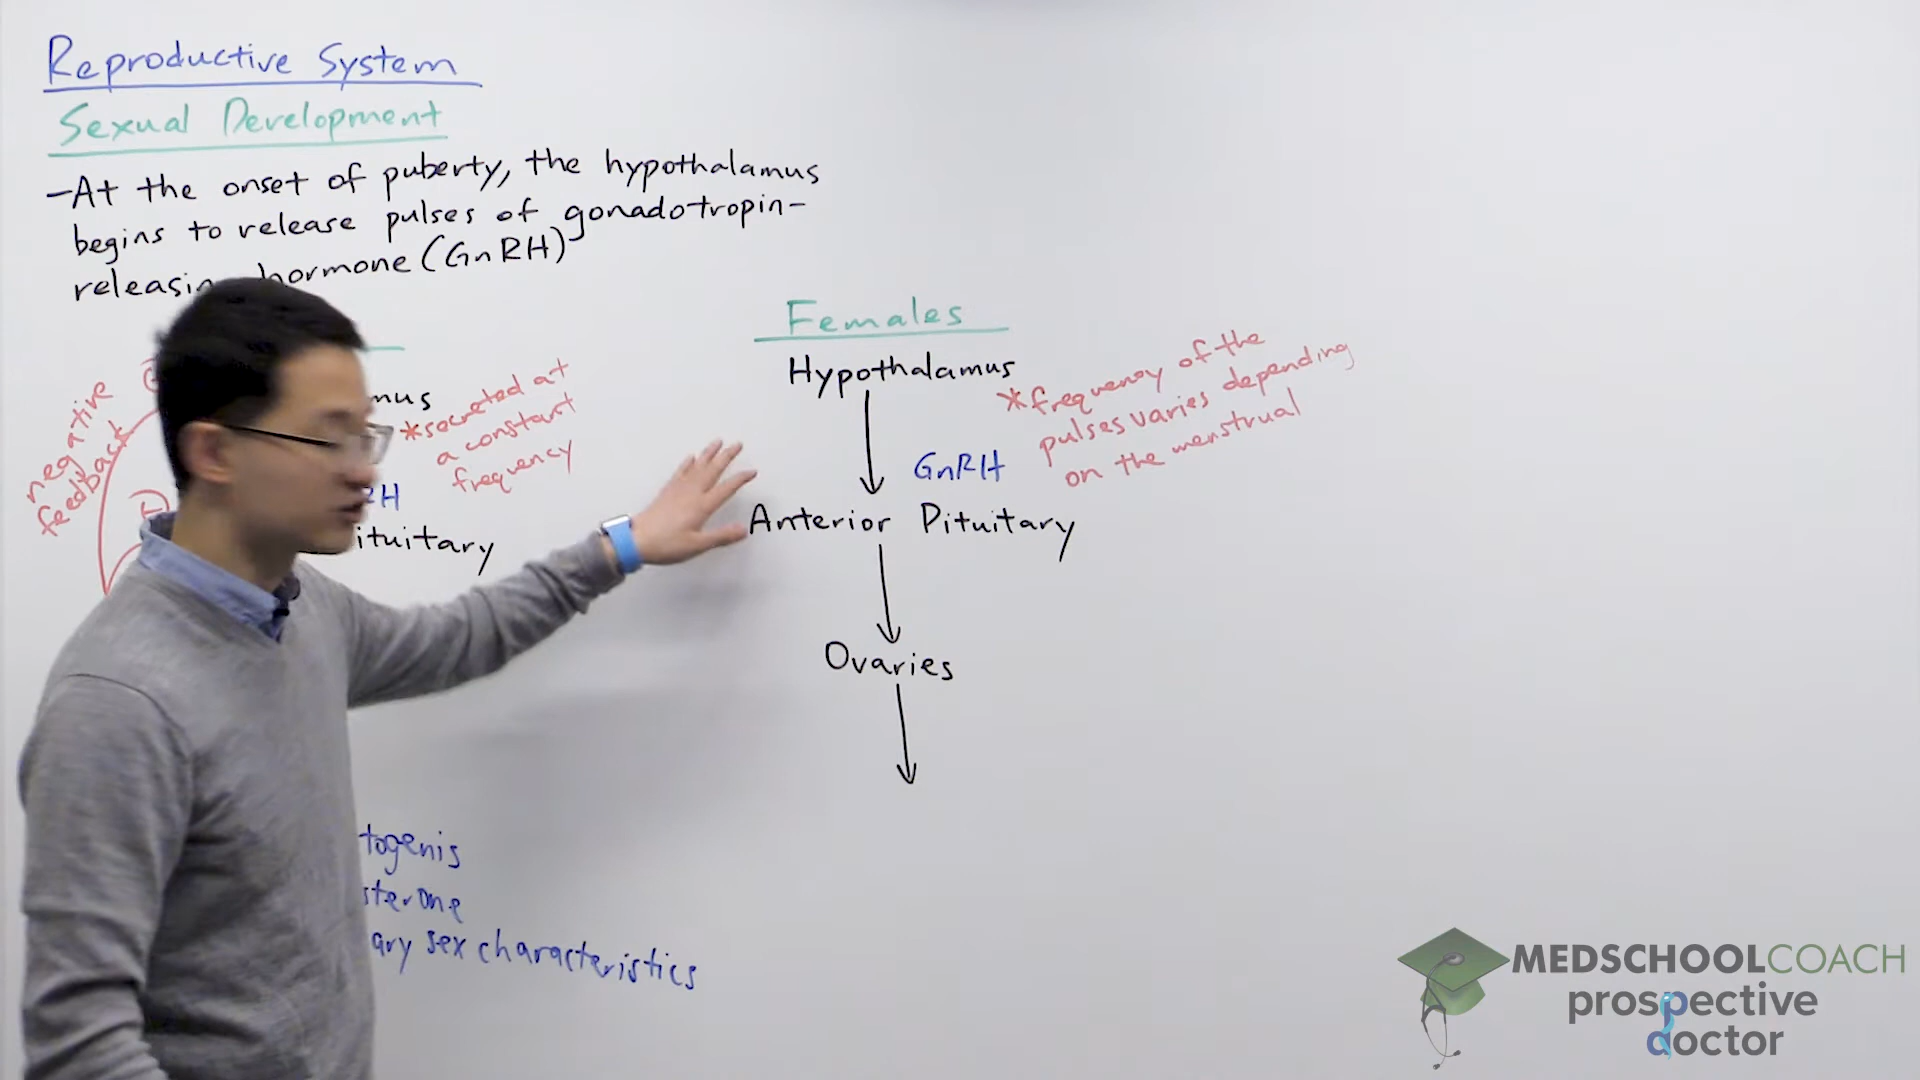 Reproductive System
Sexual Development
-At the onset of puberty, the hypothalamus
begins to release pulses of gonadotropin-
releasin hormone (GnRH)
negative
feedback
mus
*secreted at
a constant
frequency
RH
ituitary
togenis
sterone
ary sex characteristics
Females
Hypothalamus
*frequency of the
pulses varies depending
on the menstrual
GnRH
Anterior Pituitary
Ovaries
MEDSCHOOLCOACH
prospective
doctor